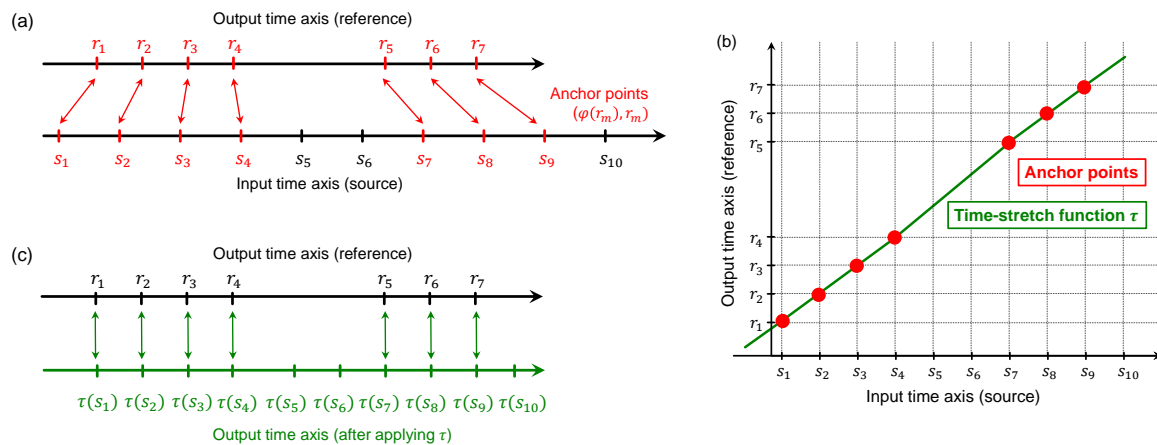 (a)
Output time axis (reference)
r₁ r₂ r₃ r₄ r₅ r₆ r₇
Anchor points
(φ(rₘ), rₘ)
s₁ s₂ s₃ s₄ s₅ s₆ s₇ s₈ s₉ s₁₀
Input time axis (source)
(b)
Output time axis (reference)
r₇
r₆
r₅
r₄
r₃
r₂
r₁
Anchor points
Time-stretch function τ
s₁ s₂ s₃ s₄ s₅ s₆ s₇ s₈ s₉ s₁₀
Input time axis (source)
(c)
Output time axis (reference)
r₁ r₂ r₃ r₄ r₅ r₆ r₇
τ(s₁) τ(s₂) τ(s₃) τ(s₄) τ(s₅) τ(s₆) τ(s₇) τ(s₈) τ(s₉) τ(s₁₀)
Output time axis (after applying τ)